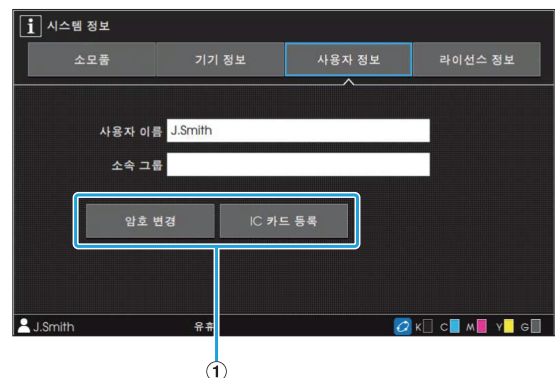 i 시스템 정보
소모품 기기 정보 사용자 정보 라이선스 정보
사용자 이름 J.Smith
소속 그룹
암호 변경 IC 카드 등록
J.Smith 유휴 K C M Y G
1